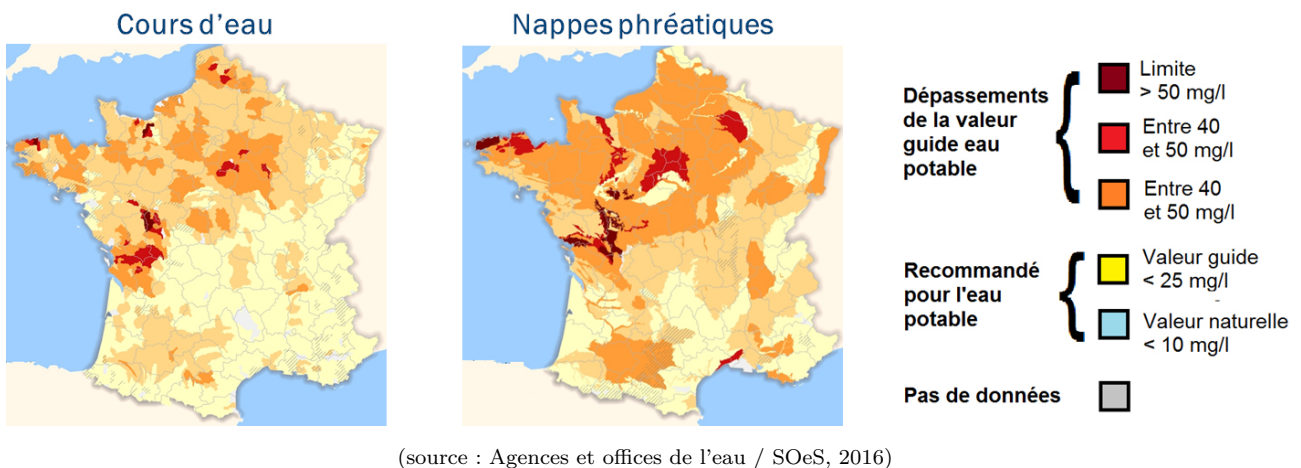 Cours d'eau
Nappes phréatiques
Dépassements
de la valeur
guide eau
potable
Limite
> 50 mg/l
Entre 40
et 50 mg/l
Entre 40
et 50 mg/l
Recommandé
pour l'eau
potable
Valeur guide
< 25 mg/l
Valeur naturelle
< 10 mg/l
Pas de données
(source : Agences et offices de l'eau / SOeS, 2016)